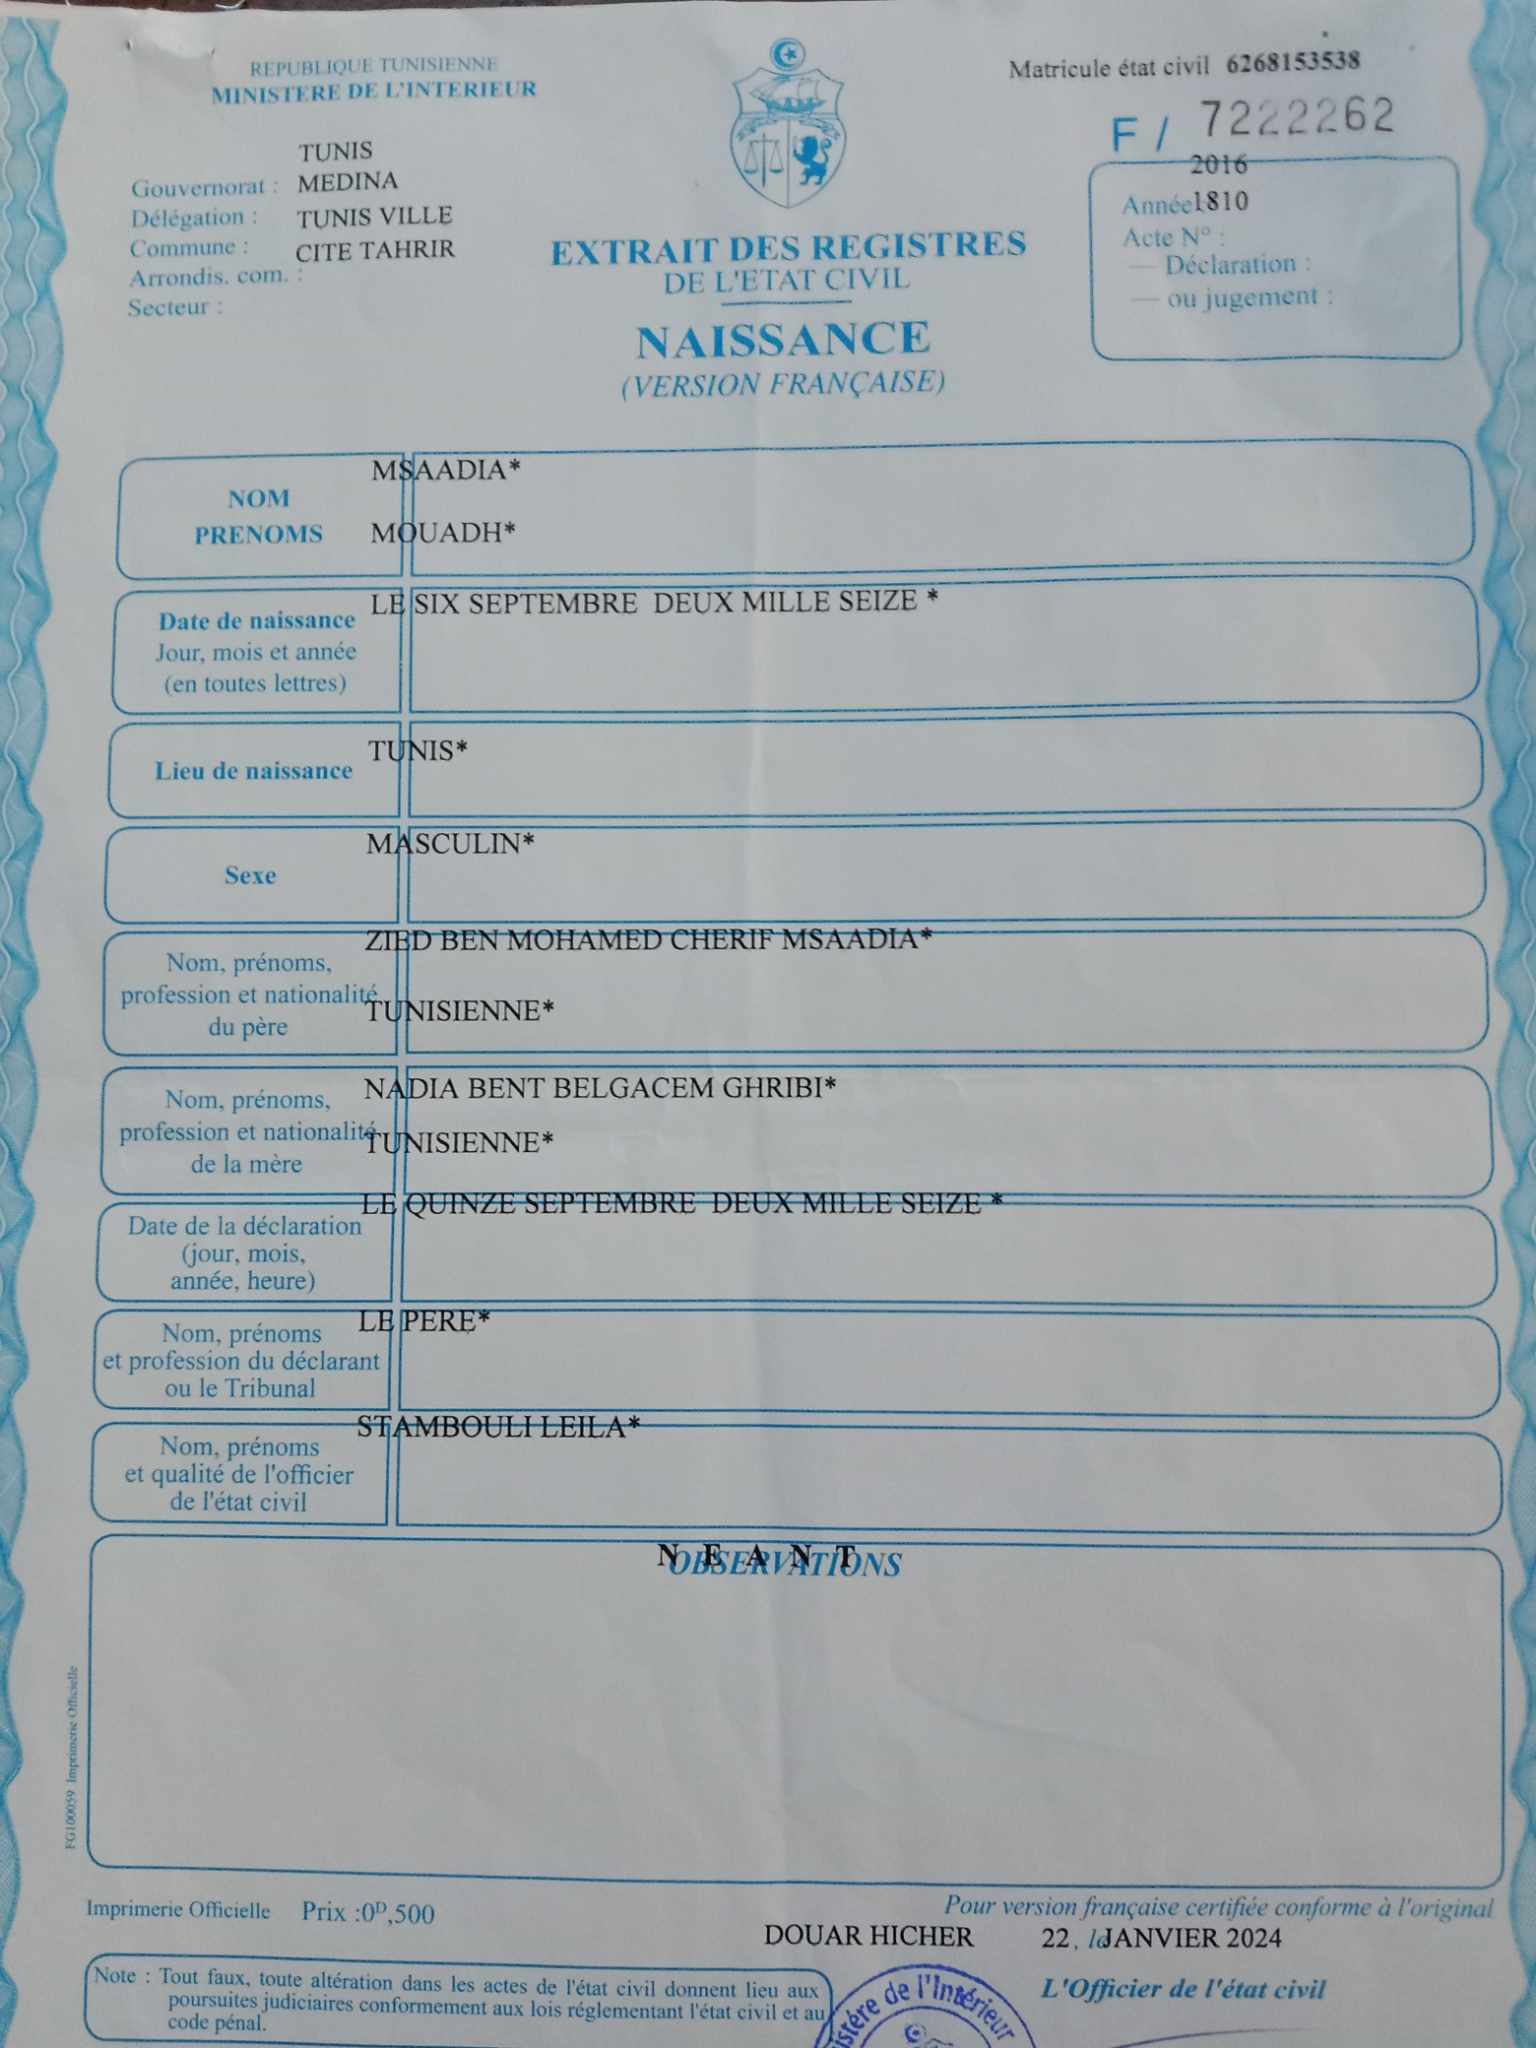 REPUBLIQUE TUNISIENNE
MINISTERE DE L'INTERIEUR
Matricule état civil 6268153538
F / 7222262
TUNIS
Gouvernorat : MEDINA
Délégation : TUNIS VILLE
Commune : CITE TAHRIR
Arrondis. com. :
Secteur :
EXTRAIT DES REGISTRES
DE L'ETAT CIVIL
NAISSANCE
(VERSION FRANÇAISE)
2016
Année 1810
Acte N° :
— Déclaration :
— ou jugement :
NOM MSAADIA*
PRENOMS MOUADH*
Date de naissance LE SIX SEPTEMBRE DEUX MILLE SEIZE *
Jour, mois et année
(en toutes lettres)
Lieu de naissance TUNIS*
Sexe MASCULIN*
ZIED BEN MOHAMED CHERIF MSAADIA*
Nom, prénoms,
profession et nationalité
du père
TUNISIENNE*
NADIA BENT BELGACEM GHRIBI*
Nom, prénoms,
profession et nationalité
de la mère
TUNISIENNE*
LE QUINZE SEPTEMBRE DEUX MILLE SEIZE *
Date de la déclaration
(jour, mois,
année, heure)
LE PERE*
Nom, prénoms
et profession du déclarant
ou le Tribunal
STAMBOULI LEILA*
Nom, prénoms
et qualité de l'officier
de l'état civil
N E A N T
OBSERVATIONS
FG100059 Imprimerie Officielle
Imprimerie Officielle Prix :0ᴰ,500
Pour version française certifiée conforme à l'original
DOUAR HICHER 22 , le JANVIER 2024
L'Officier de l'état civil
Note : Tout faux, toute altération dans les actes de l'état civil donnent lieu aux
poursuites judiciaires conformement aux lois réglementant l'état civil et au
code pénal.
istère de l'Intérieur